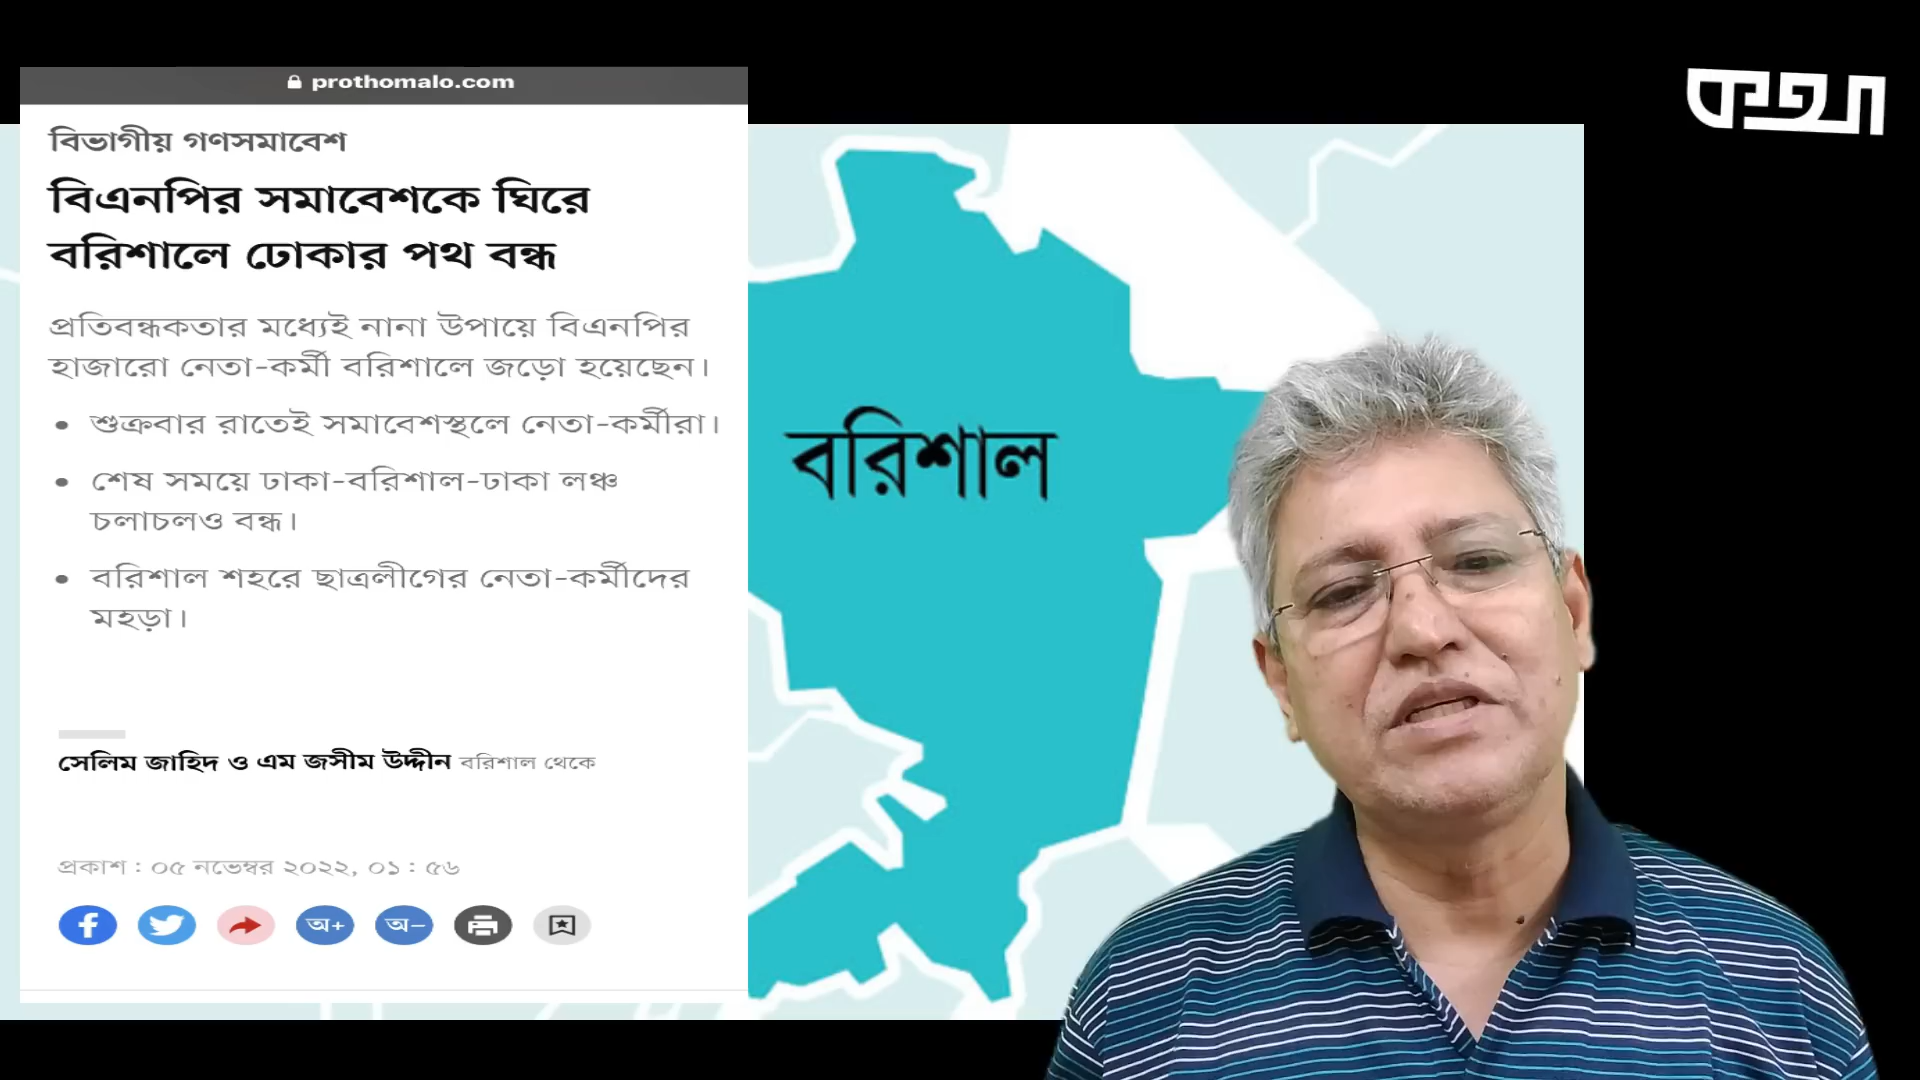 prothomalo.com
কথা
বিভাগীয় গণসমাবেশ
বিএনপির সমাবেশকে ঘিরে
বরিশালে ঢোকার পথ বন্ধ
প্রতিবন্ধকতার মধ্যেই নানা উপায়ে বিএনপির
হাজারো নেতা-কর্মী বরিশালে জড়ো হয়েছেন।
• শুক্রবার রাতেই সমাবেশস্থলে নেতা-কর্মীরা।
• শেষ সময়ে ঢাকা-বরিশাল-ঢাকা লঞ্চ
চলাচলও বন্ধ।
• বরিশাল শহরে ছাত্রলীগের নেতা-কর্মীদের
মহড়া।
সেলিম জাহিদ ও এম জসীম উদ্দীন বরিশাল থেকে
প্রকাশ : ০৫ নভেম্বর ২০২২, ০১ : ৫৬
অ+ অ−
বরিশাল